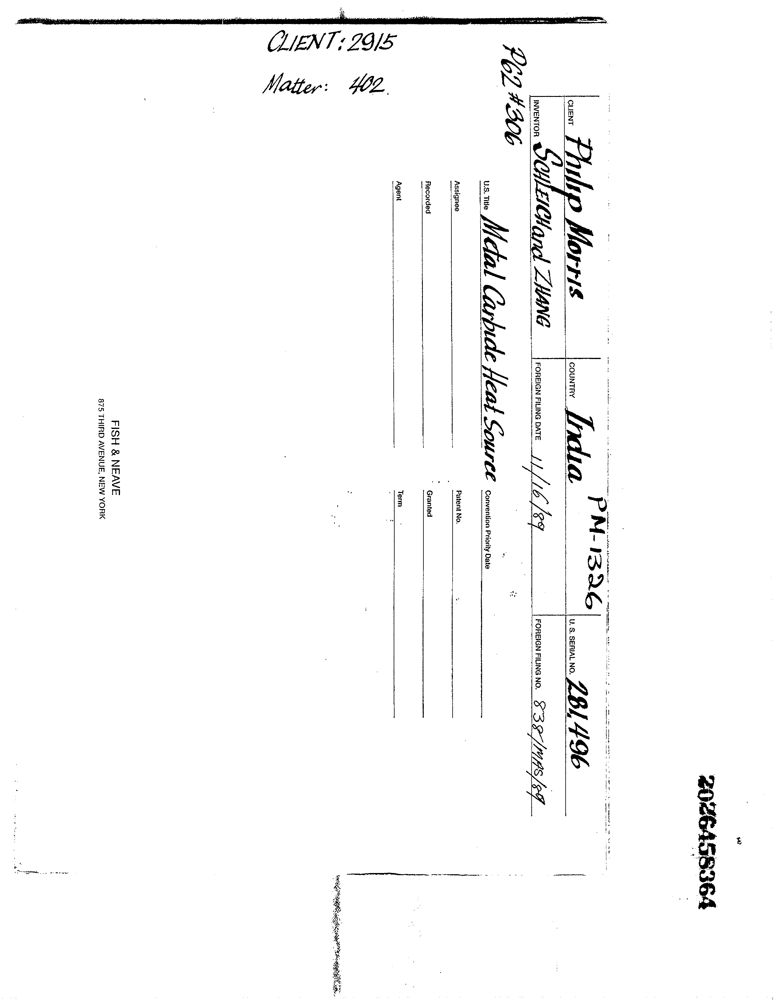 CLIENT: 2915
Matter: 402.
PG2 #306
PM-1326
CLIENT Philip Morris COUNTRY India U. S. SERIAL NO. 281,496
INVENTOR SCHLEICH and ZHANG FOREIGN FILING DATE 11/16/89 FOREIGN FILING NO. 838/MAS/89
U.S. Title Metal Carbide Heat Source Convention Priority Date
Assignee Patent No.
Recorded Granted
Agent Term
FISH & NEAVE
875 THIRD AVENUE, NEW YORK
2026458364